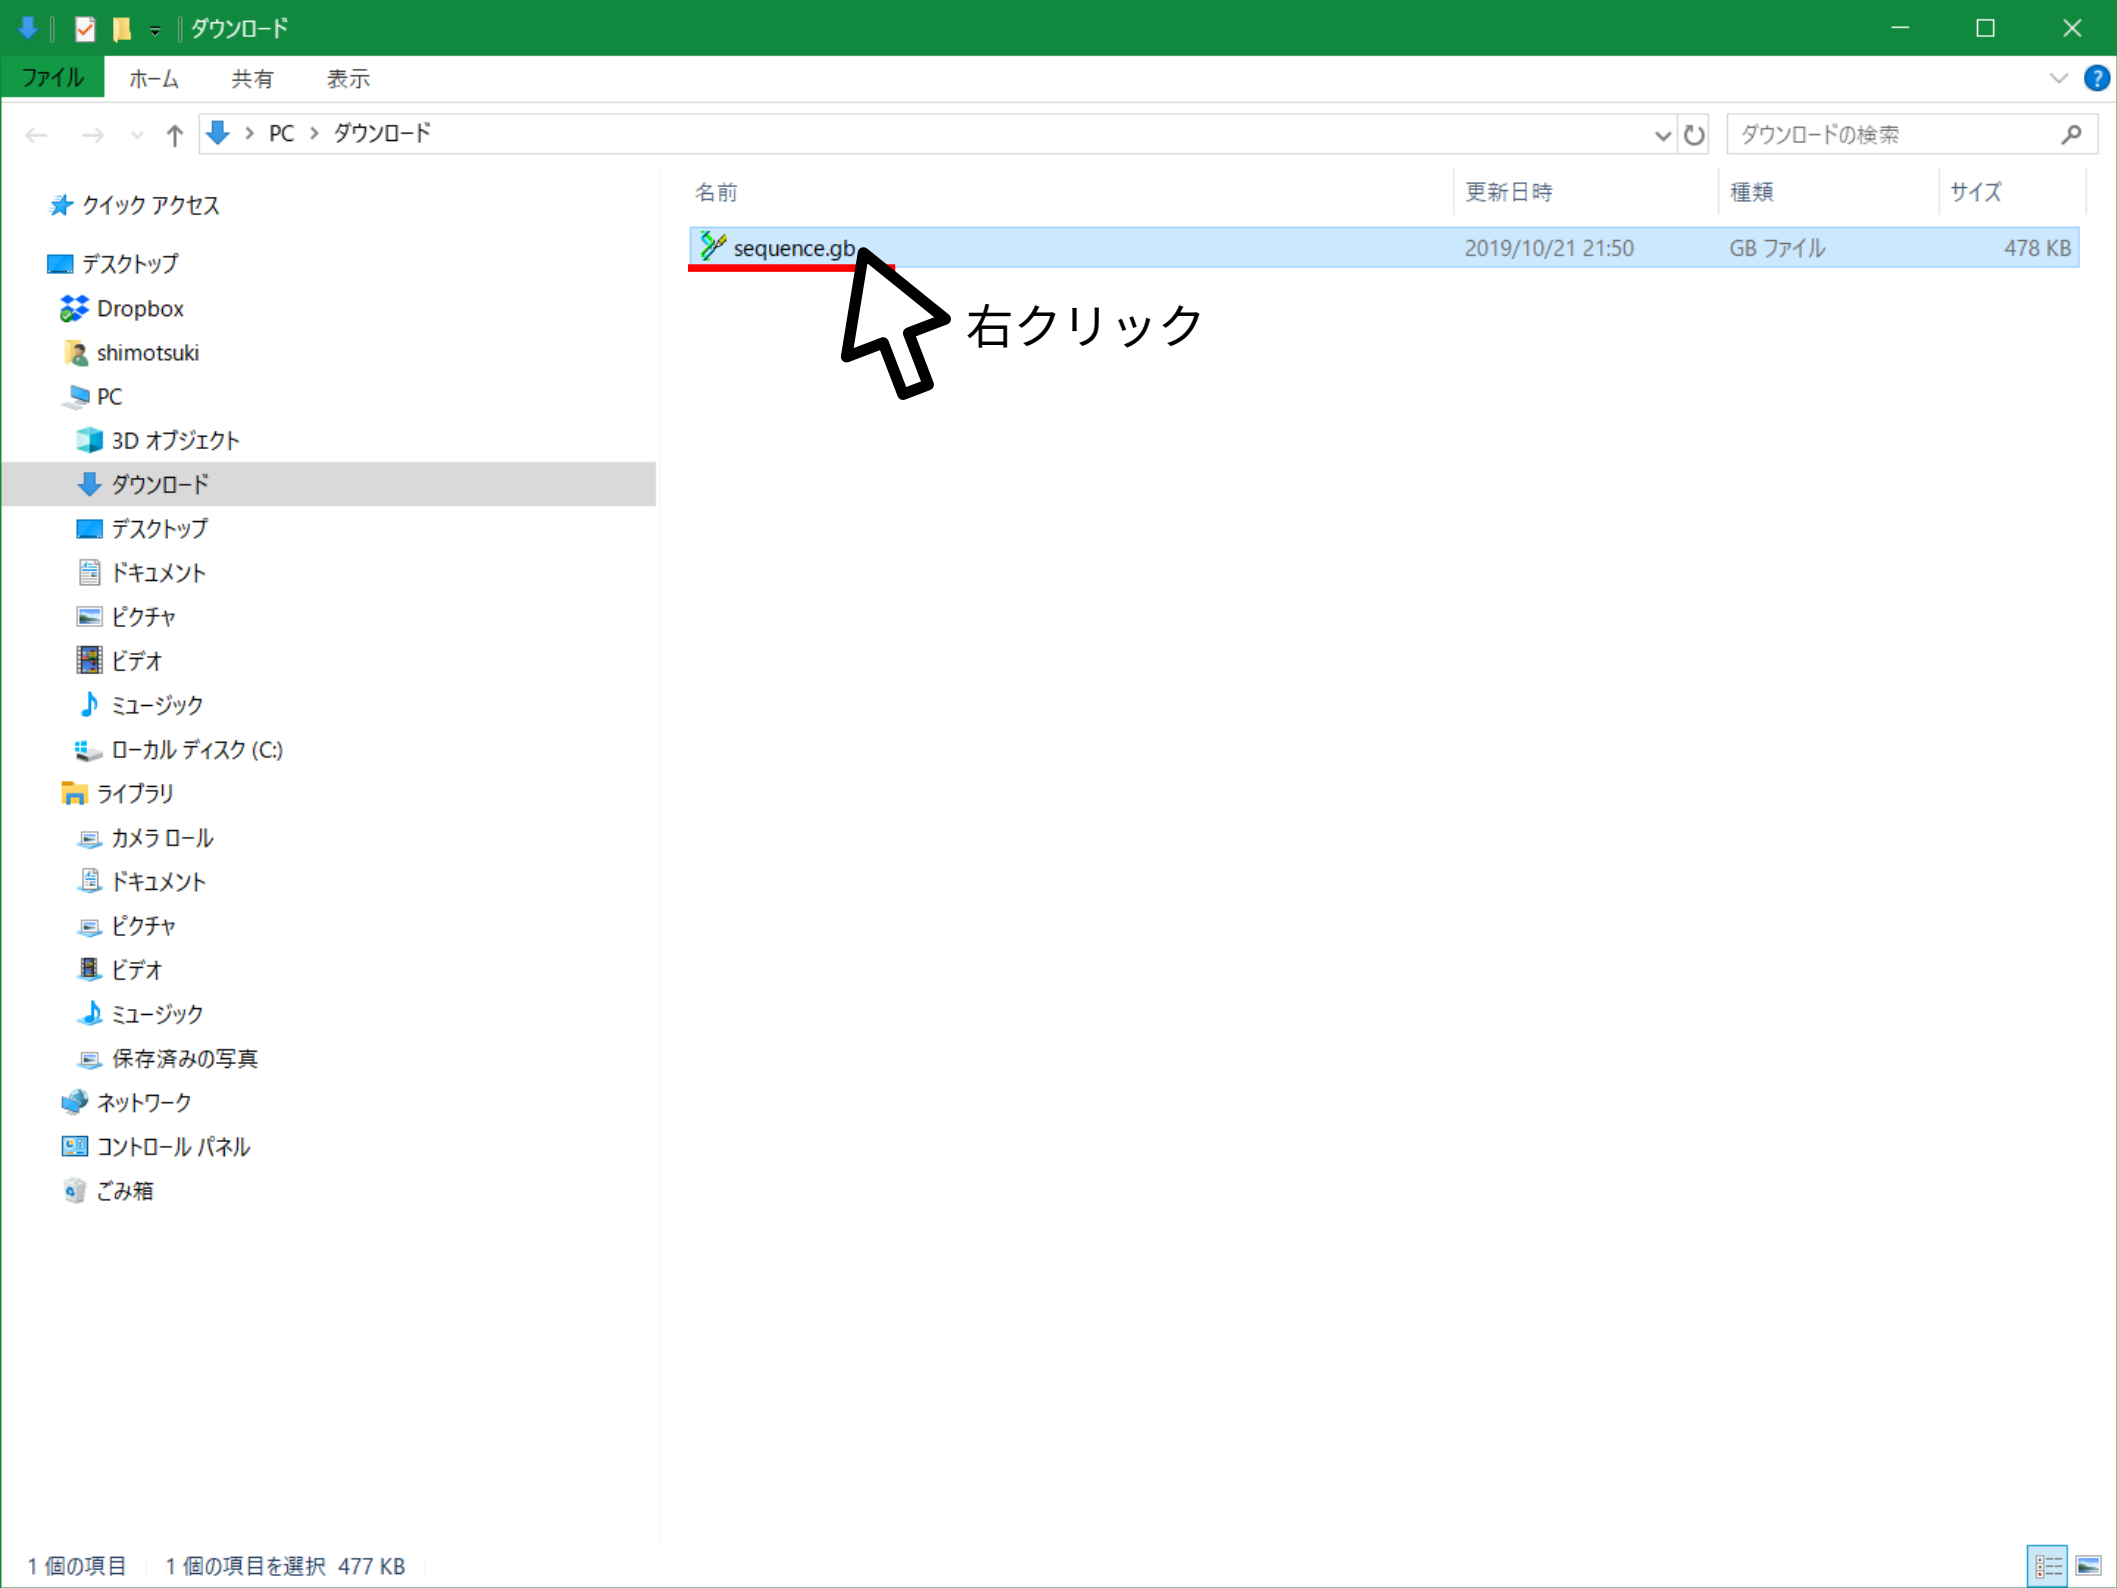 ダウンロード
ファイル ホーム 共有 表示
PC ダウンロード ダウンロードの検索
名前 更新日時 種類 サイズ
sequence.gb 2019/10/21 21:50 GB ファイル 478 KB
右クリック
クイック アクセス
デスクトップ
Dropbox
shimotsuki
PC
3D オブジェクト
ダウンロード
デスクトップ
ドキュメント
ピクチャ
ビデオ
ミュージック
ローカル ディスク (C:)
ライブラリ
カメラ ロール
ドキュメント
ピクチャ
ビデオ
ミュージック
保存済みの写真
ネットワーク
コントロール パネル
ごみ箱
1 個の項目 1 個の項目を選択 477 KB